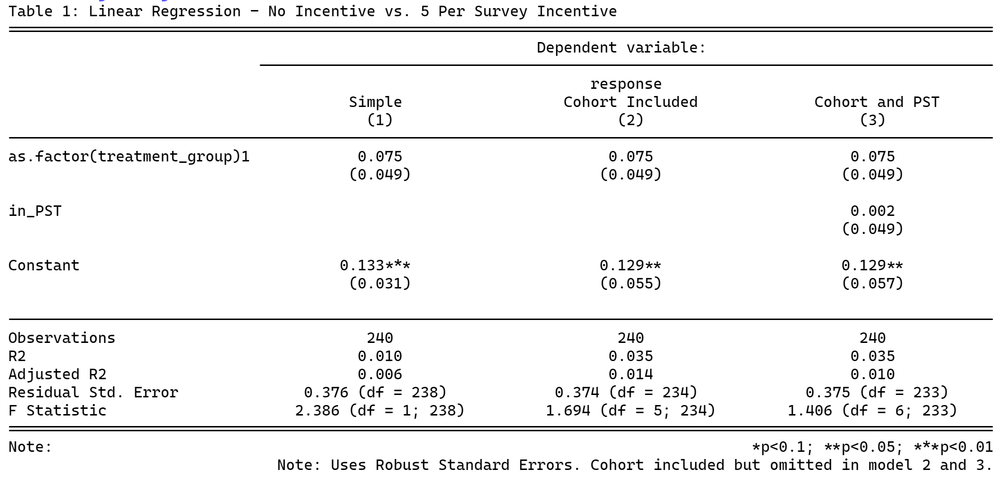 Table 1: Linear Regression - No Incentive vs. 5 Per Survey Incentive
Dependent variable:
response
Simple Cohort Included Cohort and PST
(1) (2) (3)
as.factor(treatment_group)1 0.075 0.075 0.075
(0.049) (0.049) (0.049)
in_PST 0.002
(0.049)
Constant 0.133*** 0.129** 0.129**
(0.031) (0.055) (0.057)
Observations 240 240 240
R2 0.010 0.035 0.035
Adjusted R2 0.006 0.014 0.010
Residual Std. Error 0.376 (df = 238) 0.374 (df = 234) 0.375 (df = 233)
F Statistic 2.386 (df = 1; 238) 1.694 (df = 5; 234) 1.406 (df = 6; 233)
Note: *p<0.1; **p<0.05; ***p<0.01
Note: Uses Robust Standard Errors. Cohort included but omitted in model 2 and 3.